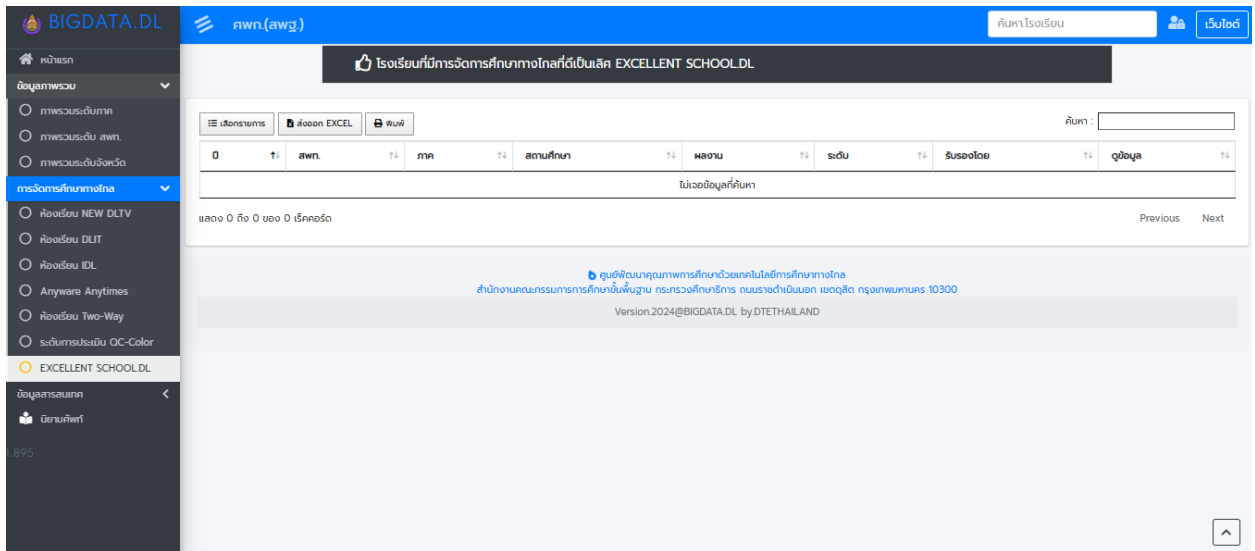 BIGDATA.DL
ศพก.(สพฐ.)
ค้นหาโรงเรียน
เว็บไซต์
หน้าแรก
ข้อมูลภาพรวม
ภาพรวมระดับภาค
ภาพรวมระดับ สพท.
ภาพรวมระดับจังหวัด
การจัดการศึกษาทางไกล
ห้องเรียน NEW DLTV
ห้องเรียน DLIT
ห้องเรียน IDL
Anyware Anytimes
ห้องเรียน Two-Way
ระดับการประเมิน QC-Color
EXCELLENT SCHOOL.DL
ข้อมูลสารสนเทศ
นิยามศัพท์
1.895
โรงเรียนที่มีการจัดการศึกษาทางไกลที่ดีเป็นเลิศ EXCELLENT SCHOOL.DL
เลือกรายการ ส่งออก EXCEL พิมพ์ ค้นหา :
ปี สพท. ภาค สถานศึกษา ผลงาน ระดับ รับรองโดย ดูข้อมูล
ไม่เจอข้อมูลที่ค้นหา
แสดง 0 ถึง 0 ของ 0 เร็คคอร์ด Previous Next
ศูนย์พัฒนาคุณภาพการศึกษาด้วยเทคโนโลยีการศึกษาทางไกล
สำนักงานคณะกรรมการการศึกษาขั้นพื้นฐาน กระทรวงศึกษาธิการ ถนนราชดำเนินนอก เขตดุสิต กรุงเทพมหานคร 10300
Version.2024@BIGDATA.DL by.DTETHAILAND